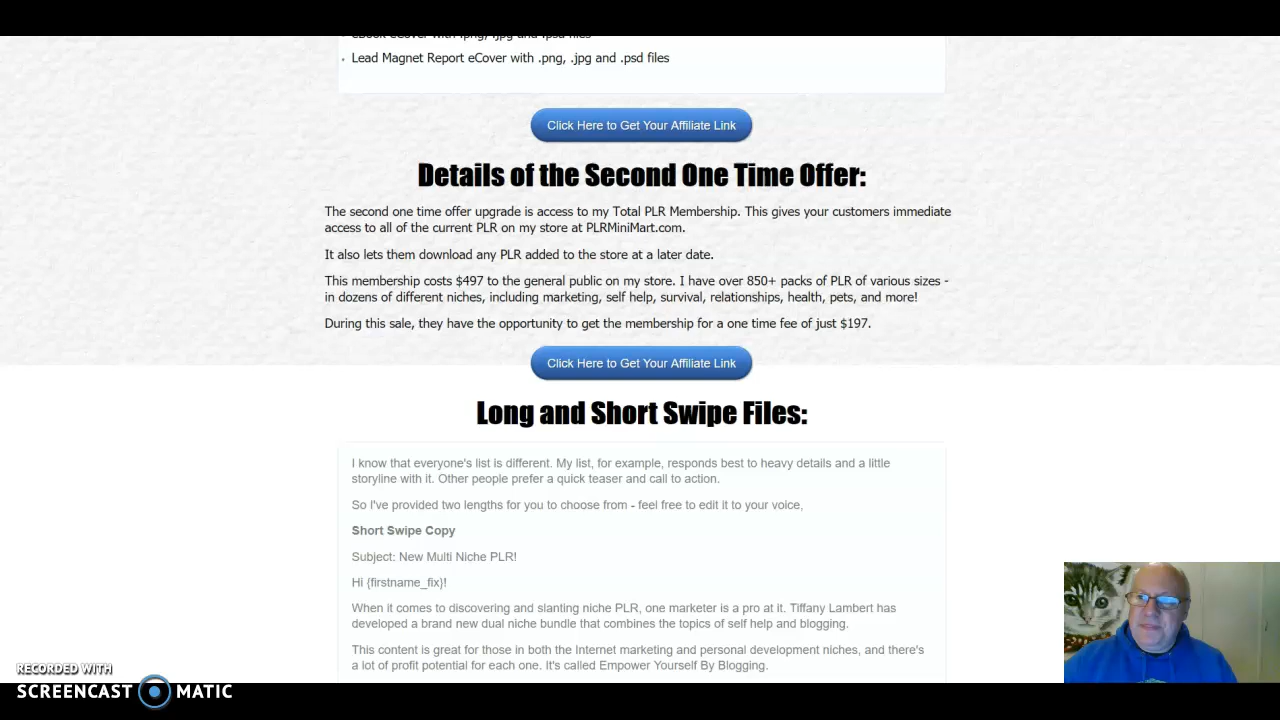 eBook eCover with .png, .jpg and .psd files
Lead Magnet Report eCover with .png, .jpg and .psd files
Click Here to Get Your Affiliate Link
Details of the Second One Time Offer:
The second one time offer upgrade is access to my Total PLR Membership. This gives your customers immediate
access to all of the current PLR on my store at PLRMiniMart.com.
It also lets them download any PLR added to the store at a later date.
This membership costs $497 to the general public on my store. I have over 850+ packs of PLR of various sizes -
in dozens of different niches, including marketing, self help, survival, relationships, health, pets, and more!
During this sale, they have the opportunity to get the membership for a one time fee of just $197.
Click Here to Get Your Affiliate Link
Long and Short Swipe Files:
I know that everyone's list is different. My list, for example, responds best to heavy details and a little
storyline with it. Other people prefer a quick teaser and call to action.
So I've provided two lengths for you to choose from - feel free to edit it to your voice,
Short Swipe Copy
Subject: New Multi Niche PLR!
Hi {firstname_fix}!
When it comes to discovering and slanting niche PLR, one marketer is a pro at it. Tiffany Lambert has
developed a brand new dual niche bundle that combines the topics of self help and blogging.
This content is great for those in both the Internet marketing and personal development niches, and there's
a lot of profit potential for each one. It's called Empower Yourself By Blogging.
RECORDED WITH
SCREENCAST MATIC